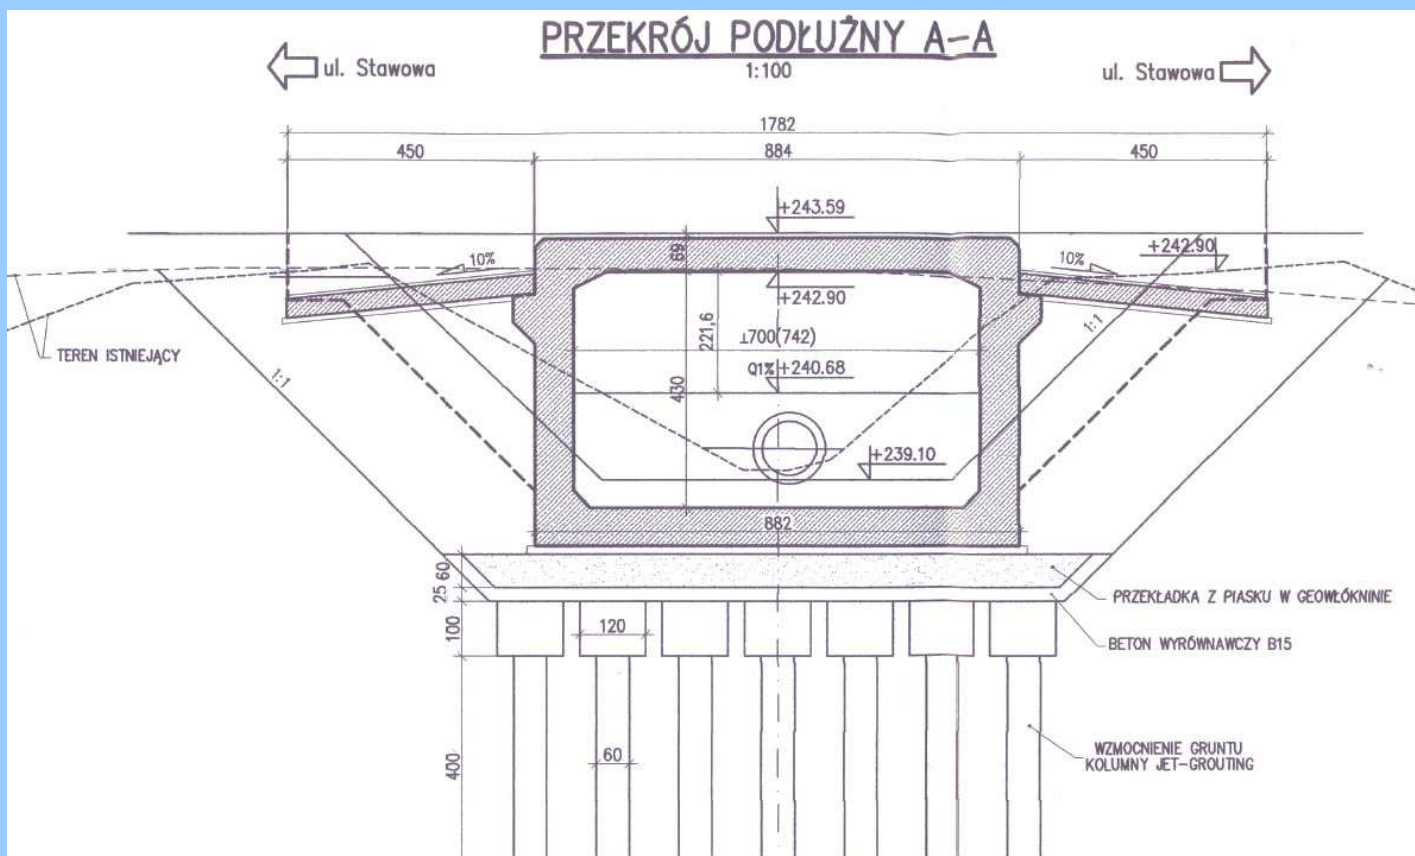 PRZEKRÓJ PODŁUŻNY A-A
1:100
ul. Stawowa
ul. Stawowa
1782
450
884
450
+243.59
69
10%
10%
+242.90
+242.90
221,6
⊥700(742)
TEREN ISTNIEJĄCY
1:1
1:1
Q1% +240.68
430
+239.10
882
60
25
PRZEKŁADKA Z PIASKU W GEOWŁÓKNINIE
100
120
BETON WYRÓWNAWCZY B15
400
60
WZMOCNIENIE GRUNTU
KOLUMNY JET-GROUTING